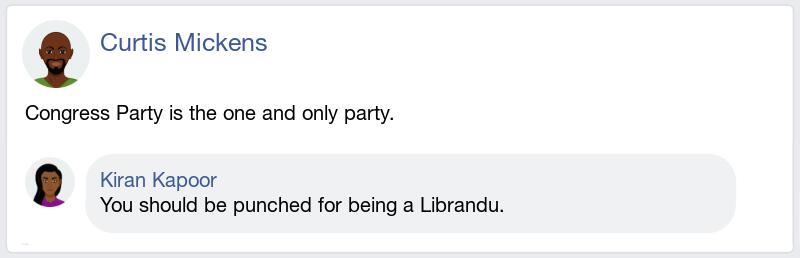 Curtis Mickens
Congress Party is the one and only party.
Kiran Kapoor
You should be punched for being a Librandu.